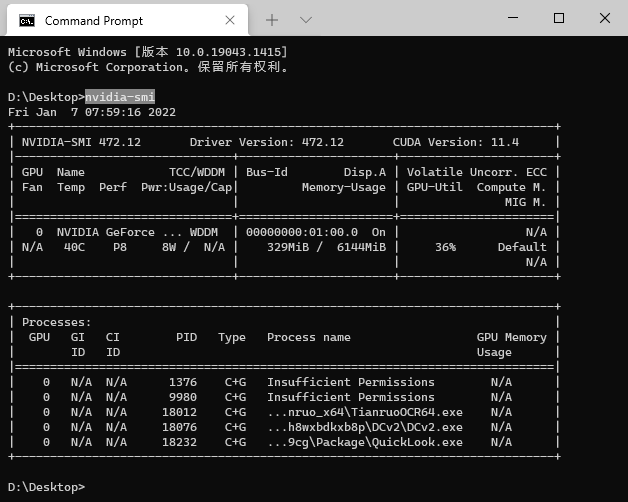 Command Prompt
Microsoft Windows [版本 10.0.19043.1415]
(c) Microsoft Corporation。保留所有权利。
D:\Desktop>nvidia-smi
Fri Jan  7 07:59:16 2022
+-----------------------------------------------------------------------------+
| NVIDIA-SMI 472.12       Driver Version: 472.12       CUDA Version: 11.4     |
|-------------------------------+----------------------+----------------------+
| GPU  Name            TCC/WDDM | Bus-Id        Disp.A | Volatile Uncorr. ECC |
| Fan  Temp  Perf  Pwr:Usage/Cap|         Memory-Usage | GPU-Util  Compute M. |
|                               |                      |               MIG M. |
|===============================+======================+======================|
|   0  NVIDIA GeForce ... WDDM  | 00000000:01:00.0  On |                  N/A |
| N/A   40C    P8     8W /  N/A |    329MiB /  6144MiB |     36%      Default |
|                               |                      |                  N/A |
+-------------------------------+----------------------+----------------------+
+-----------------------------------------------------------------------------+
| Processes:                                                                  |
|  GPU   GI   CI        PID   Type   Process name                  GPU Memory |
|        ID   ID                                                   Usage      |
|=============================================================================|
|    0   N/A  N/A      1376    C+G   Insufficient Permissions        N/A      |
|    0   N/A  N/A      9980    C+G   Insufficient Permissions        N/A      |
|    0   N/A  N/A     18012    C+G   ...nruo_x64\TianruoOCR64.exe    N/A      |
|    0   N/A  N/A     18076    C+G   ...h8wxbdkxb8p\DCv2\DCv2.exe    N/A      |
|    0   N/A  N/A     18232    C+G   ...9cg\Package\QuickLook.exe    N/A      |
+-----------------------------------------------------------------------------+
D:\Desktop>